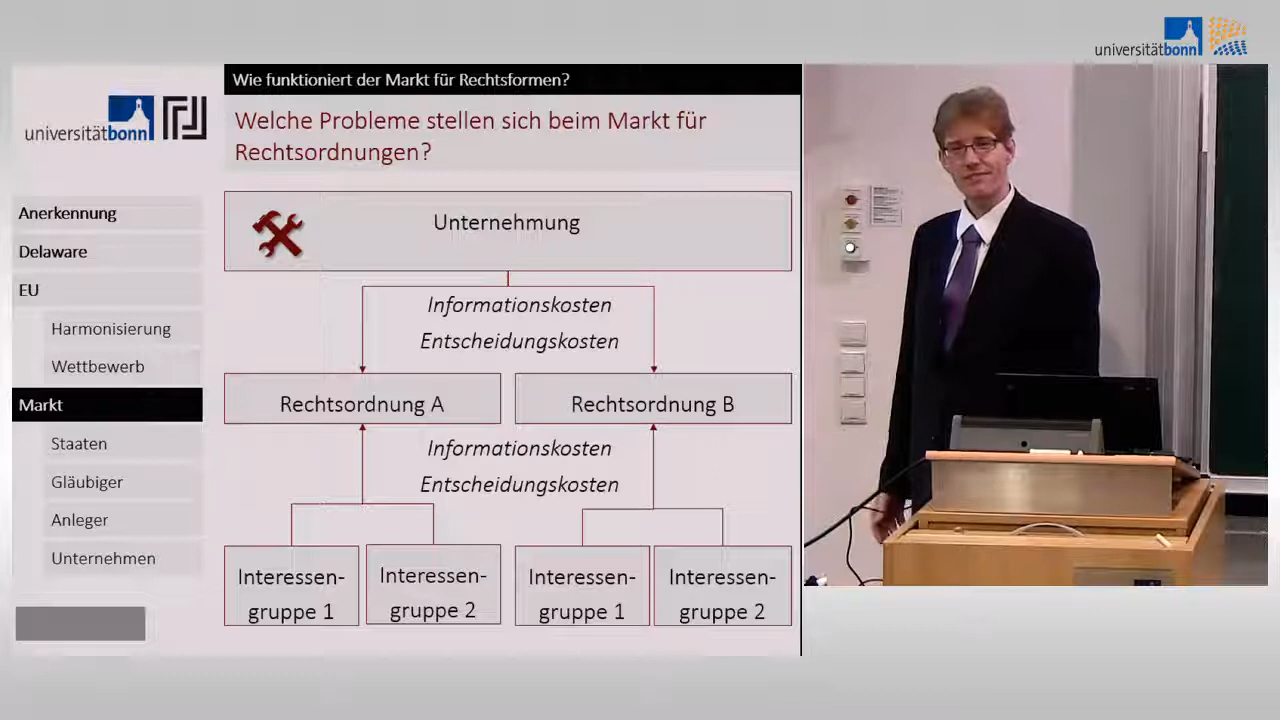 universitätbonn
Wie funktioniert der Markt für Rechtsformen?
universitätbonn
Welche Probleme stellen sich beim Markt für
Rechtsordnungen?
Anerkennung
Delaware
EU
Harmonisierung
Wettbewerb
Markt
Staaten
Gläubiger
Anleger
Unternehmen
Unternehmung
Informationskosten
Entscheidungskosten
Rechtsordnung A
Rechtsordnung B
Informationskosten
Entscheidungskosten
Interessen-
gruppe 1
Interessen-
gruppe 2
Interessen-
gruppe 1
Interessen-
gruppe 2